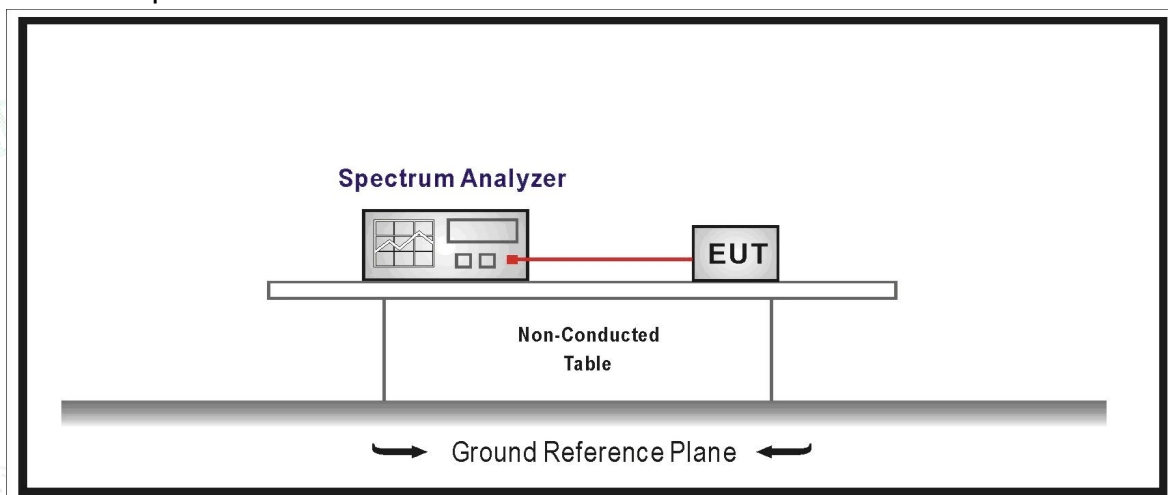 Spectrum Analyzer
EUT
Non-Conducted
Table
Ground Reference Plane